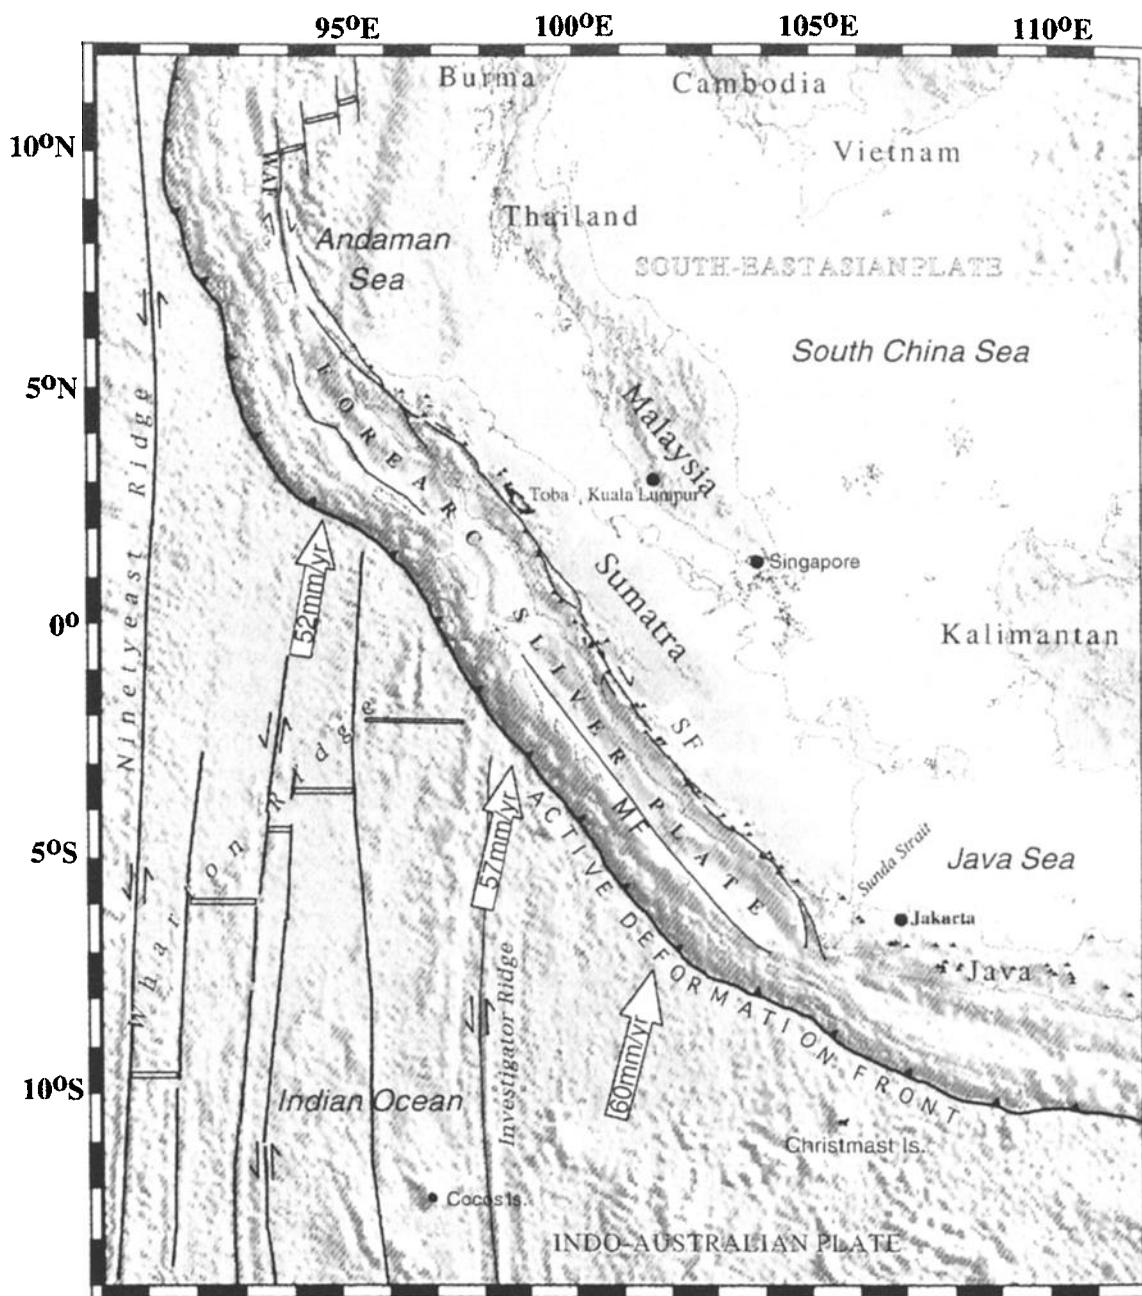 95°E 100°E 105°E 110°E
Burma
Cambodia
10°N
Vietnam
WAF
Thailand
Andaman
Sea
SOUTH-EAST ASIAN PLATE
South China Sea
5°N
Ninetyeast Ridge
FOREARC SLIVER PLATE
Malaysia
Toba
Kuala Lumpur
Singapore
Sumatra
52mm/yr
0°
Kalimantan
SF
Wharton Ridge
MF
57mm/yr
ACTIVE DEFORMATION FRONT
5°S
Sunda Strait
Java Sea
Jakarta
Java
Investigator Ridge
60mm/yr
10°S
Indian Ocean
Christmast Is.
Cocos Is.
INDO-AUSTRALIAN PLATE